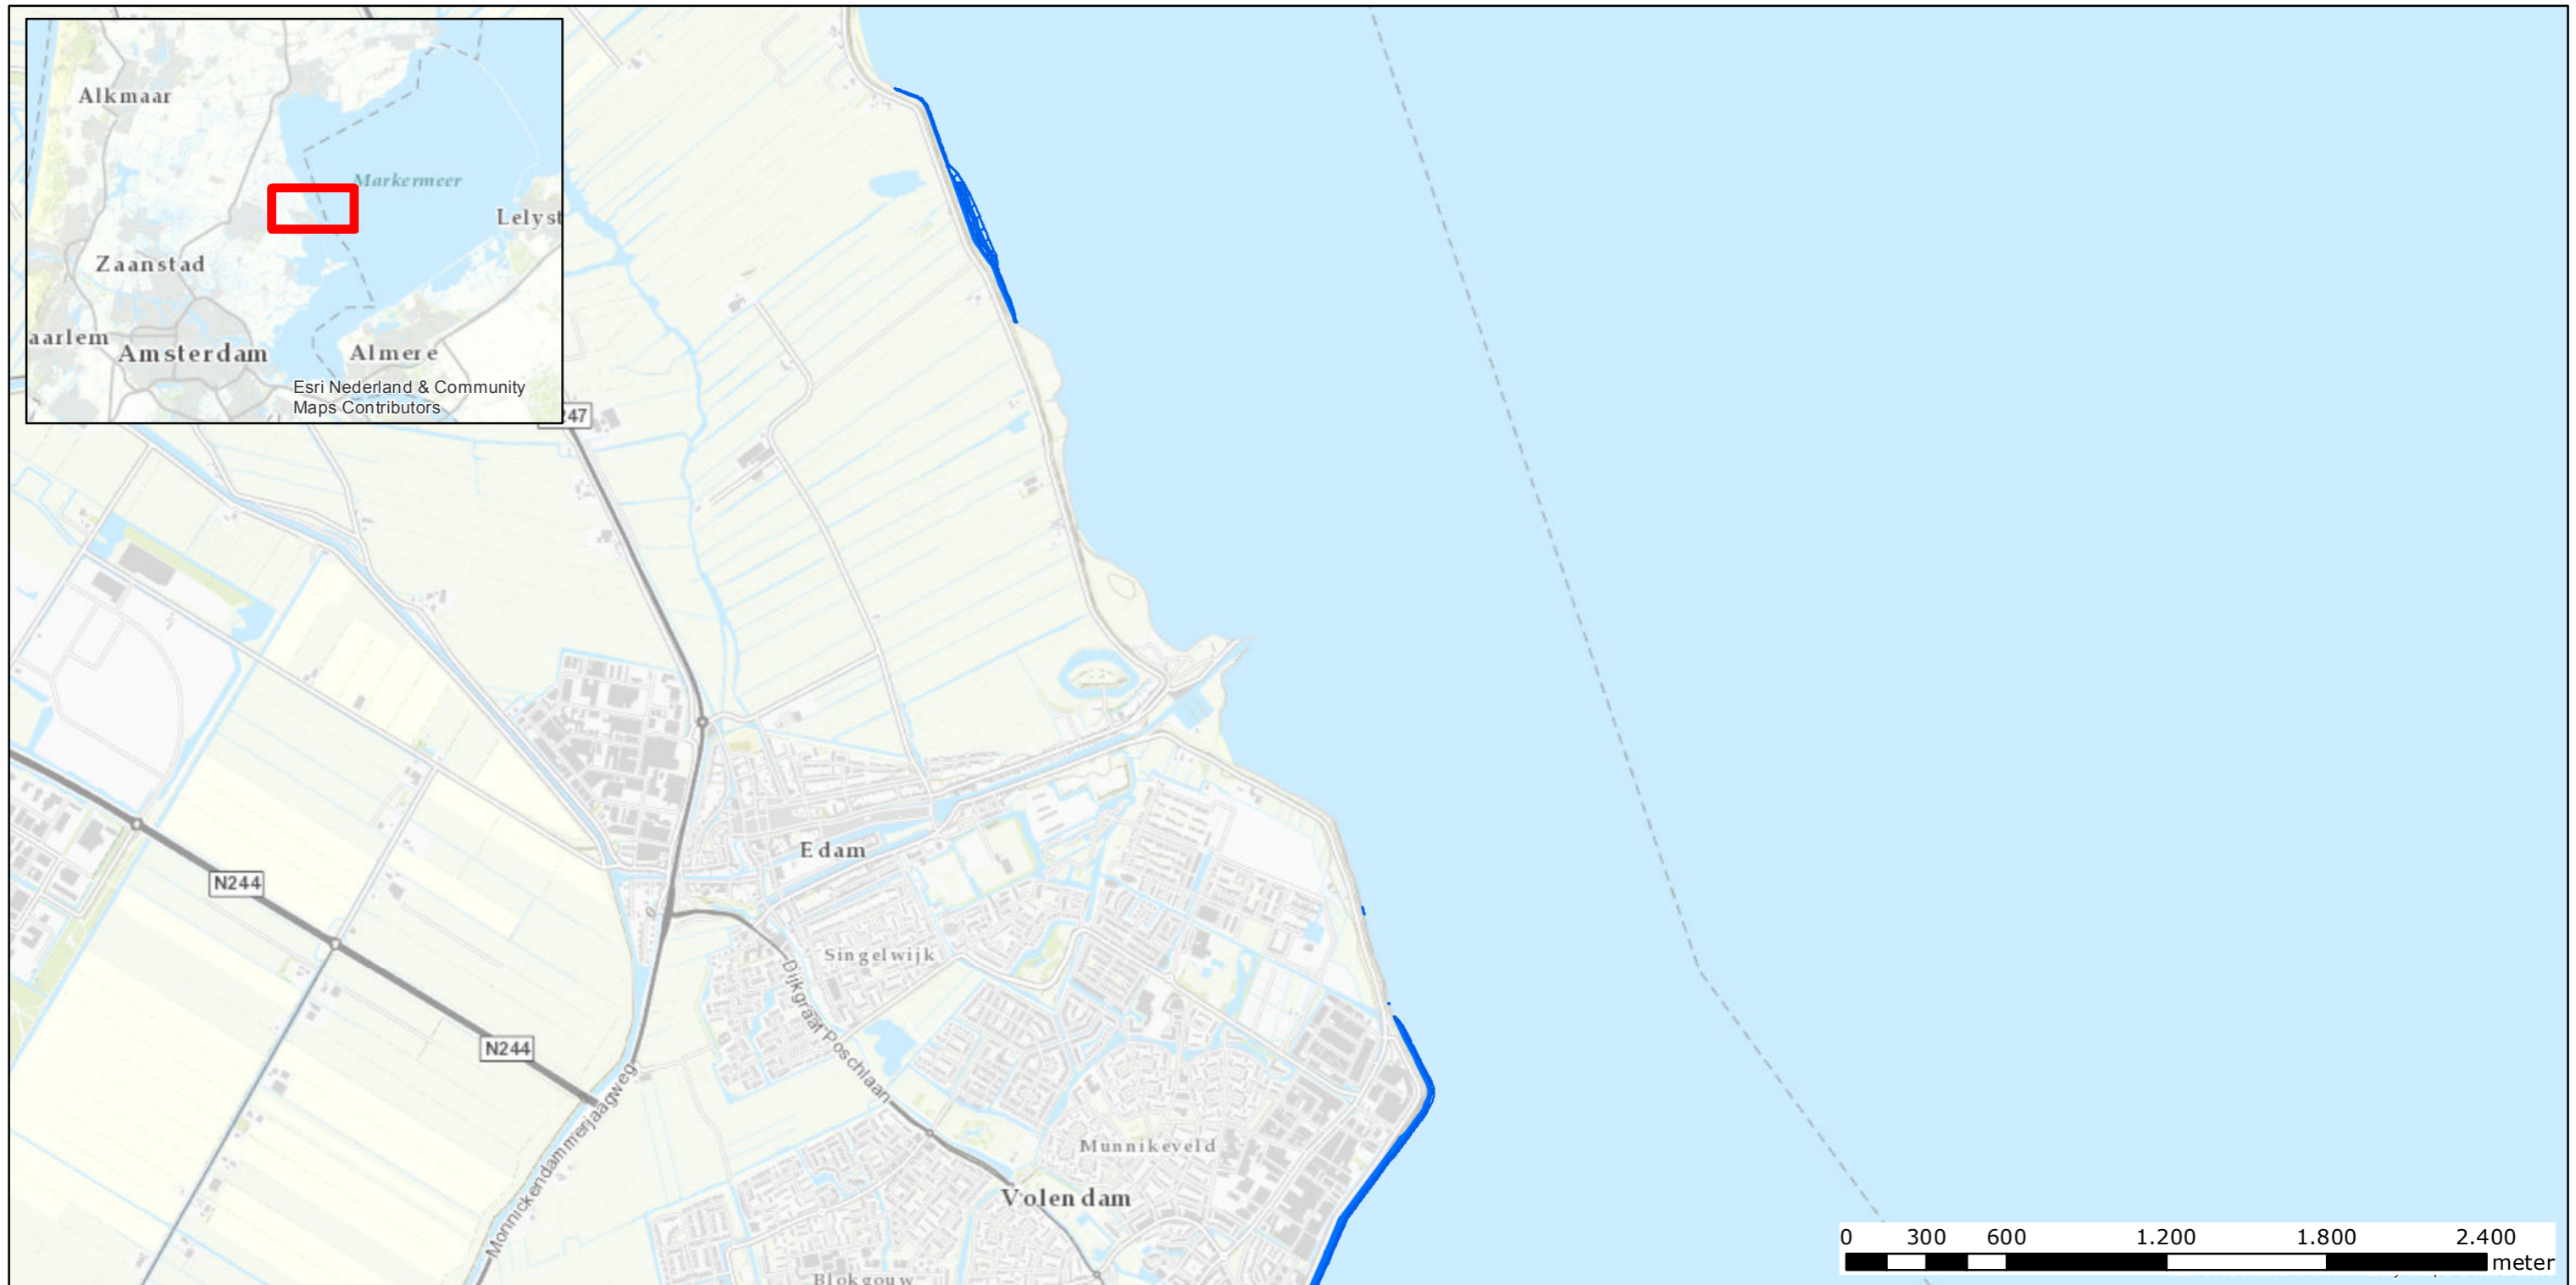 Alkmaar
Markermeer
Lelyst
Zaanstad
aarlem
Amsterdam
Almere
Esri Nederland & Community
Maps Contributors
47
Edam
N244
Singelwijk
Dijkgraaf Poschlaan
N244
Monnickendammerjaagweg
Munnikeveld
Volendam
Blokgouw
0 300 600 1.200 1.800 2.400
meter